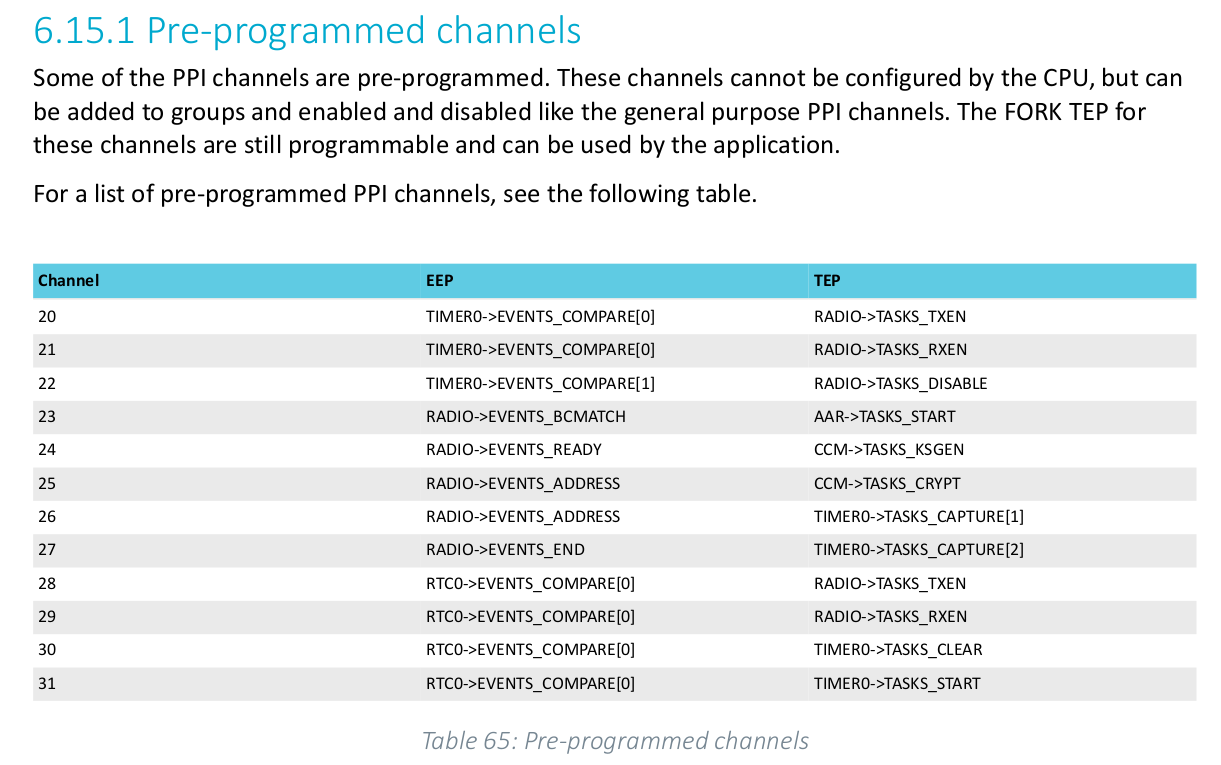 6.15.1 Pre-programmed channels
Some of the PPI channels are pre-programmed. These channels cannot be configured by the CPU, but can
be added to groups and enabled and disabled like the general purpose PPI channels. The FORK TEP for
these channels are still programmable and can be used by the application.
For a list of pre-programmed PPI channels, see the following table.
Channel EEP TEP
20 TIMER0->EVENTS_COMPARE[0] RADIO->TASKS_TXEN
21 TIMER0->EVENTS_COMPARE[0] RADIO->TASKS_RXEN
22 TIMER0->EVENTS_COMPARE[1] RADIO->TASKS_DISABLE
23 RADIO->EVENTS_BCMATCH AAR->TASKS_START
24 RADIO->EVENTS_READY CCM->TASKS_KSGEN
25 RADIO->EVENTS_ADDRESS CCM->TASKS_CRYPT
26 RADIO->EVENTS_ADDRESS TIMER0->TASKS_CAPTURE[1]
27 RADIO->EVENTS_END TIMER0->TASKS_CAPTURE[2]
28 RTC0->EVENTS_COMPARE[0] RADIO->TASKS_TXEN
29 RTC0->EVENTS_COMPARE[0] RADIO->TASKS_RXEN
30 RTC0->EVENTS_COMPARE[0] TIMER0->TASKS_CLEAR
31 RTC0->EVENTS_COMPARE[0] TIMER0->TASKS_START
Table 65: Pre-programmed channels